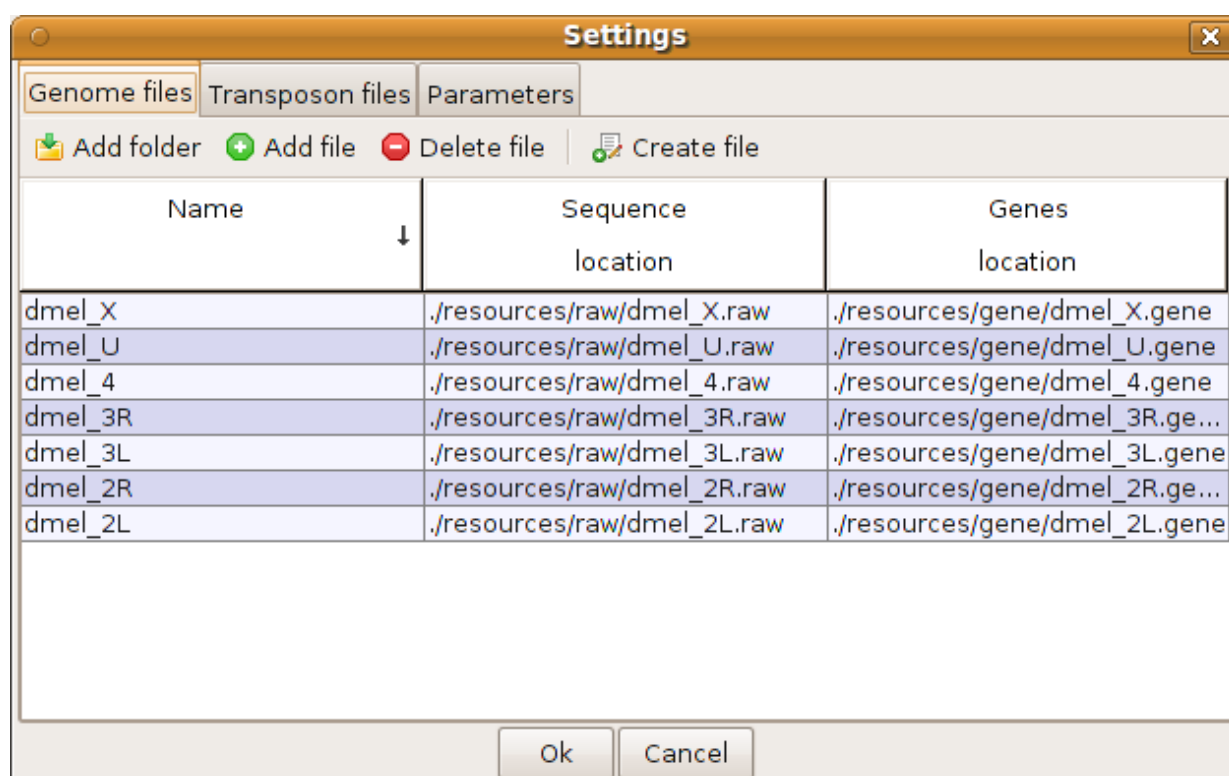 Settings
Genome files Transposon files Parameters
Add folder Add file Delete file Create file
Name Sequence location Genes location
dmel_X ./resources/raw/dmel_X.raw ./resources/gene/dmel_X.gene
dmel_U ./resources/raw/dmel_U.raw ./resources/gene/dmel_U.gene
dmel_4 ./resources/raw/dmel_4.raw ./resources/gene/dmel_4.gene
dmel_3R ./resources/raw/dmel_3R.raw ./resources/gene/dmel_3R.ge...
dmel_3L ./resources/raw/dmel_3L.raw ./resources/gene/dmel_3L.gene
dmel_2R ./resources/raw/dmel_2R.raw ./resources/gene/dmel_2R.ge...
dmel_2L ./resources/raw/dmel_2L.raw ./resources/gene/dmel_2L.gene
Ok Cancel